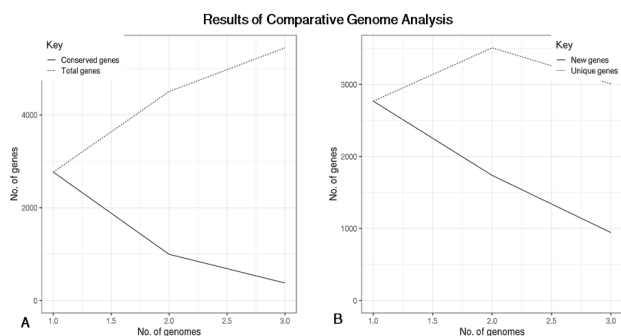 Results of Comparative Genome Analysis
Key
Conserved genes
Total genes
No. of genes
4000
2000
0
1.0 1.5 2.0 2.5 3.0
No. of genomes
A
Key
New genes
Unique genes
No. of genes
3000
2000
1000
0
1.0 1.5 2.0 2.5 3.0
No. of genomes
B